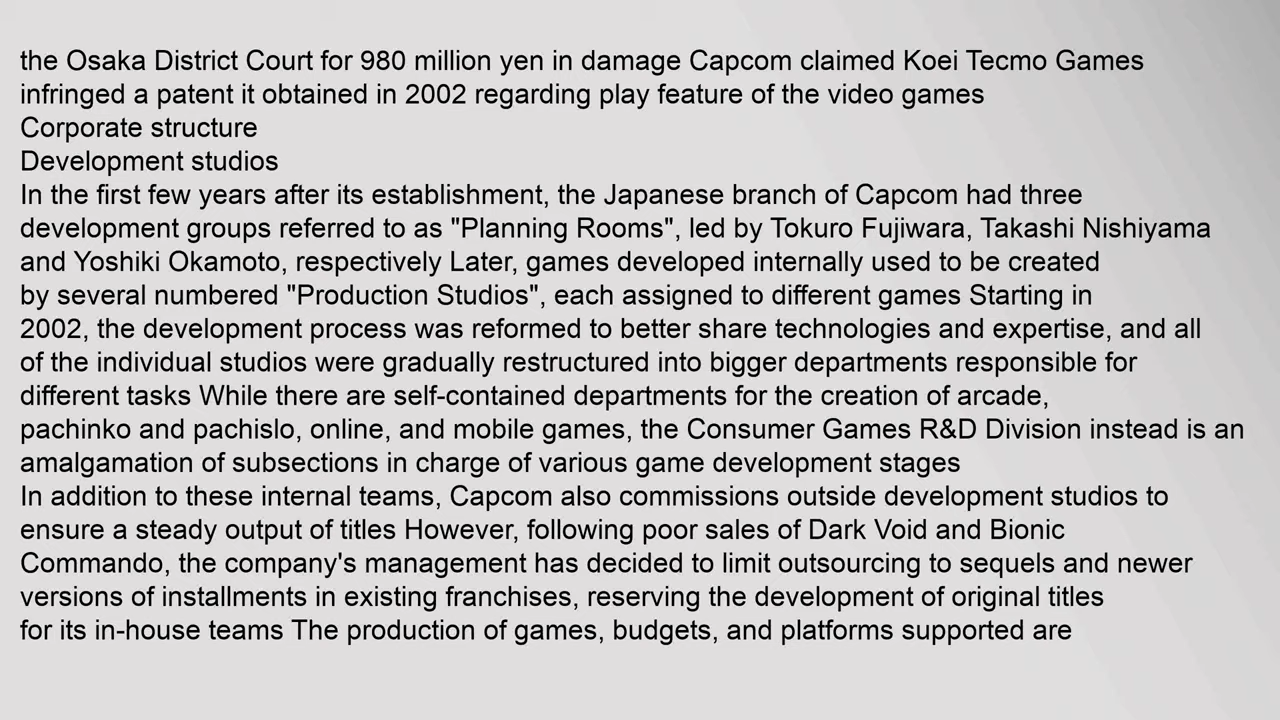 the Osaka District Court for 980 million yen in damage Capcom claimed Koei Tecmo Games
infringed a patent it obtained in 2002 regarding play feature of the video games
Corporate structure
Development studios
In the first few years after its establishment, the Japanese branch of Capcom had three
development groups referred to as "Planning Rooms", led by Tokuro Fujiwara, Takashi Nishiyama
and Yoshiki Okamoto, respectively Later, games developed internally used to be created
by several numbered "Production Studios", each assigned to different games Starting in
2002, the development process was reformed to better share technologies and expertise, and all
of the individual studios were gradually restructured into bigger departments responsible for
different tasks While there are self-contained departments for the creation of arcade,
pachinko and pachislo, online, and mobile games, the Consumer Games R&D Division instead is an
amalgamation of subsections in charge of various game development stages
In addition to these internal teams, Capcom also commissions outside development studios to
ensure a steady output of titles However, following poor sales of Dark Void and Bionic
Commando, the company's management has decided to limit outsourcing to sequels and newer
versions of installments in existing franchises, reserving the development of original titles
for its in-house teams The production of games, budgets, and platforms supported are